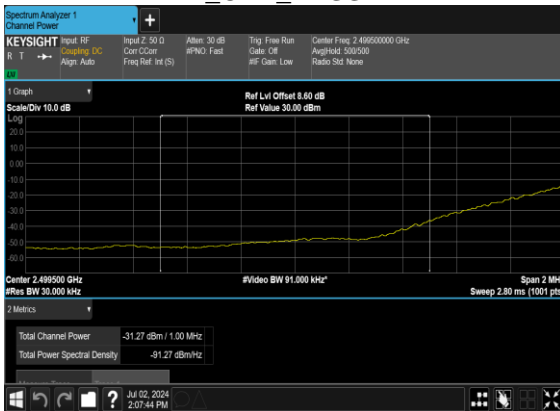 Spectrum Analyzer 1
Channel Power
KEYSIGHT
R T
Input: RF
Coupling: DC
Align: Auto
Input Z: 50 Ω
Corr CCorr
Freq Ref: Int (S)
Atten: 30 dB
#PNO: Fast
Trig: Free Run
Gate: Off
#IF Gain: Low
Center Freq: 2.499500000 GHz
Avg|Hold: 500/500
Radio Std: None
1 Graph
Scale/Div 10.0 dB
Ref Lvl Offset 8.60 dB
Ref Value 30.00 dBm
Log
20.0
10.0
0.00
-10.0
-20.0
-30.0
-40.0
-50.0
-60.0
Center 2.499500 GHz
#Res BW 30.000 kHz
#Video BW 91.000 kHz*
Span 2 MH
Sweep 2.80 ms (1001 pts
2 Metrics
Total Channel Power -31.27 dBm / 1.00 MHz
Total Power Spectral Density -91.27 dBm/Hz
Jul 02, 2024
2:07:44 PM